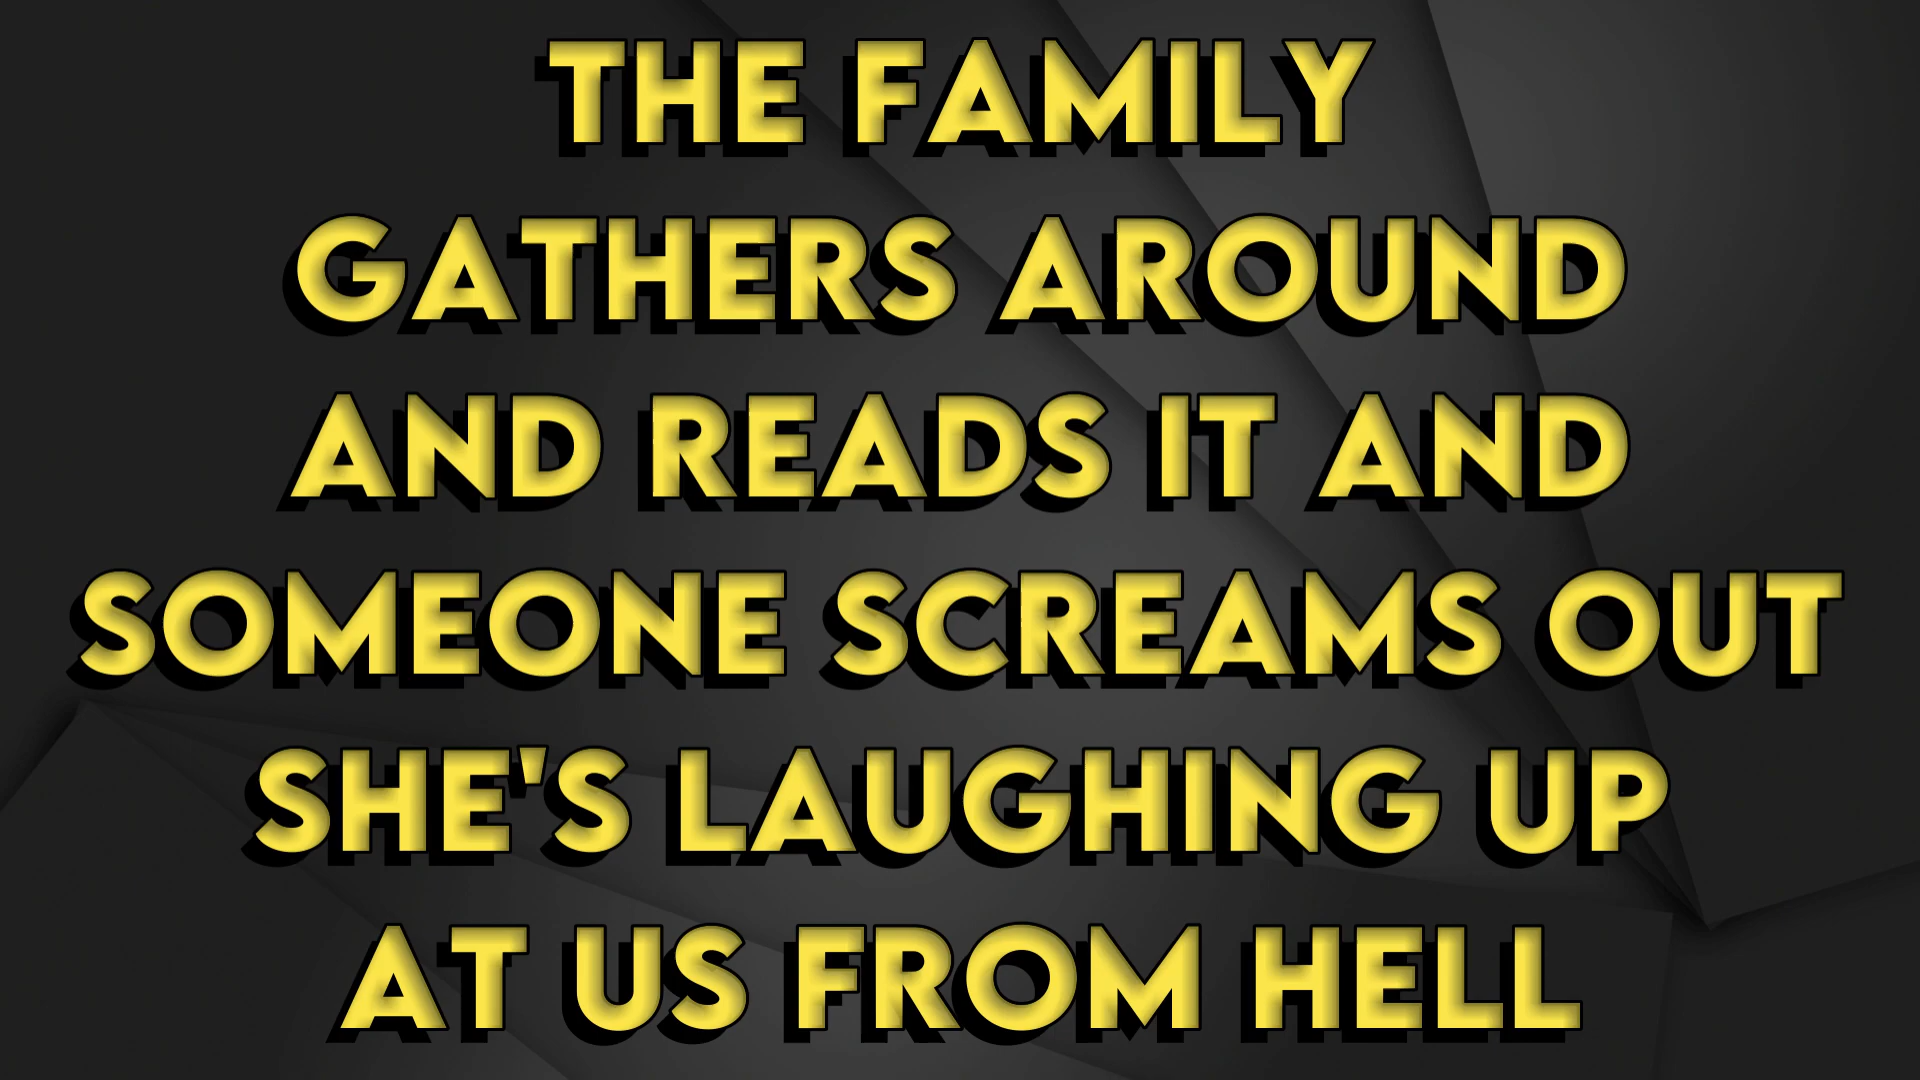 THE FAMILY
GATHERS AROUND
AND READS IT AND
SOMEONE SCREAMS OUT
SHE'S LAUGHING UP
AT US FROM HELL